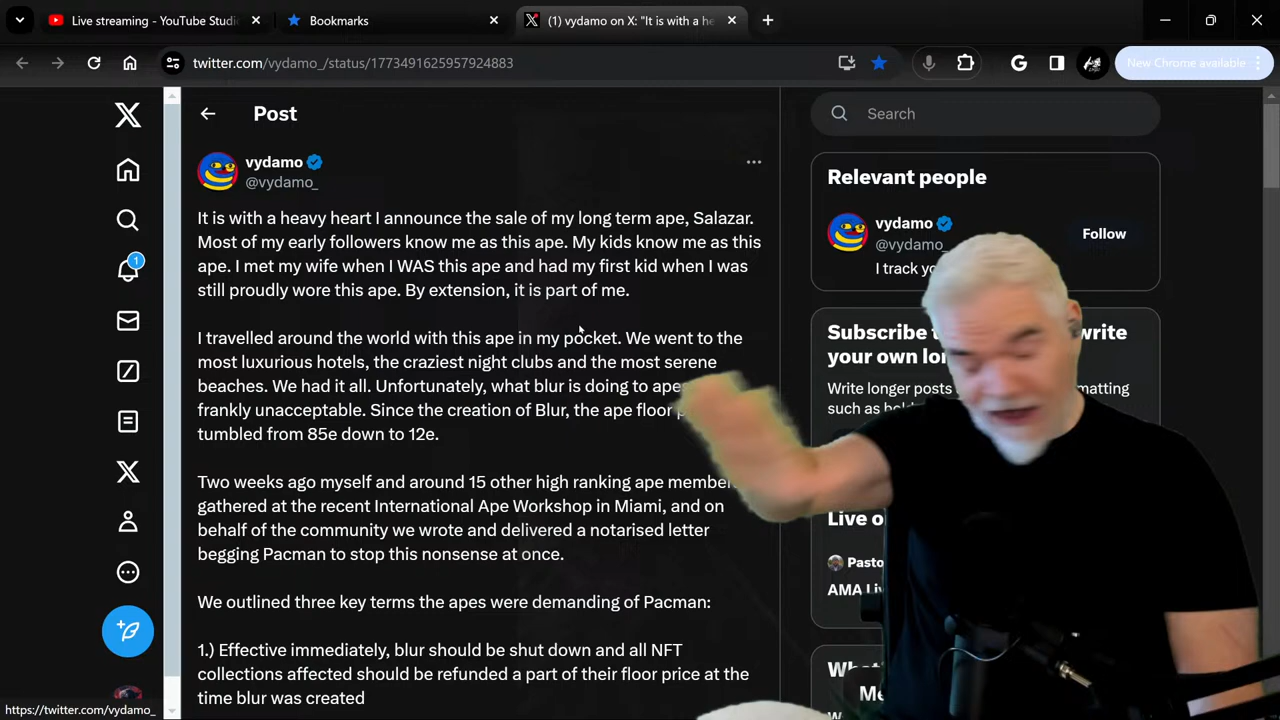 Live streaming - YouTube Studi
Bookmarks
(1) vydamo on X: "It is with a he
twitter.com/vydamo_/status/1773491625957924883
New Chrome available
Post
Search
vydamo
@vydamo_
It is with a heavy heart I announce the sale of my long term ape, Salazar.
Most of my early followers know me as this ape. My kids know me as this
ape. I met my wife when I WAS this ape and had my first kid when I was
still proudly wore this ape. By extension, it is part of me.
I travelled around the world with this ape in my pocket. We went to the
most luxurious hotels, the craziest night clubs and the most serene
beaches. We had it all. Unfortunately, what blur is doing to apes
frankly unacceptable. Since the creation of Blur, the ape floor p
tumbled from 85e down to 12e.
Two weeks ago myself and around 15 other high ranking ape member
gathered at the recent International Ape Workshop in Miami, and on
behalf of the community we wrote and delivered a notarised letter
begging Pacman to stop this nonsense at once.
We outlined three key terms the apes were demanding of Pacman:
1.) Effective immediately, blur should be shut down and all NFT
collections affected should be refunded a part of their floor price at the
time blur was created
Relevant people
vydamo
@vydamo_
Follow
I track yo
Subscribe t write
your own lon
Write longer posts matting
such as bold
Live o
Pasto
AMA Liv
What
Me
1
https://twitter.com/vydamo_